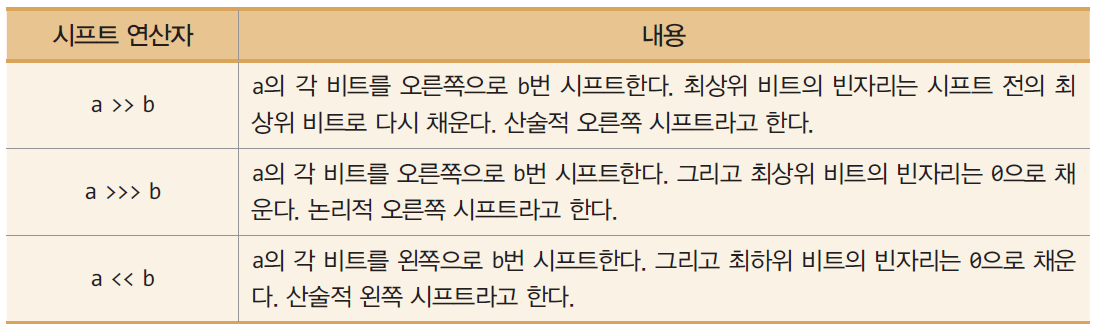 시프트 연산자 내용
a >> b
a의 각 비트를 오른쪽으로 b번 시프트한다. 최상위 비트의 빈자리는 시프트 전의 최
상위 비트로 다시 채운다. 산술적 오른쪽 시프트라고 한다.
a >>> b
a의 각 비트를 오른쪽으로 b번 시프트한다. 그리고 최상위 비트의 빈자리는 0으로 채
운다. 논리적 오른쪽 시프트라고 한다.
a << b
a의 각 비트를 왼쪽으로 b번 시프트한다. 그리고 최하위 비트의 빈자리는 0으로 채운
다. 산술적 왼쪽 시프트라고 한다.